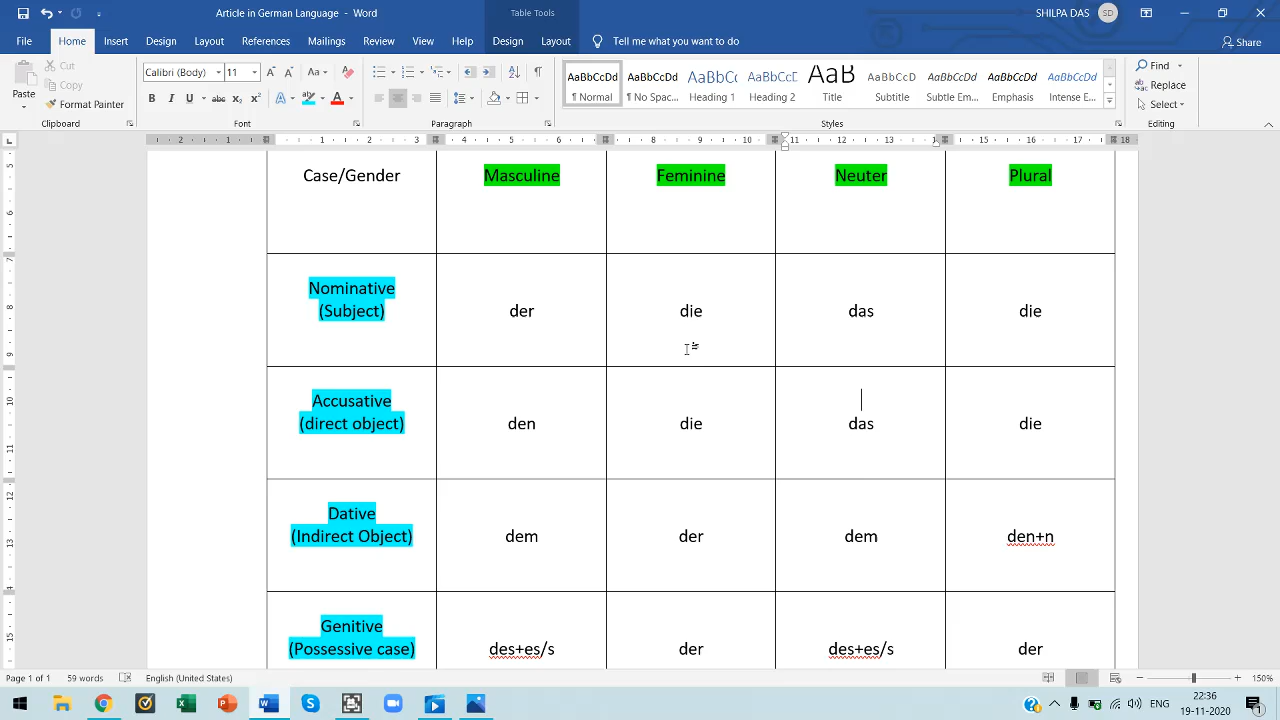 Article in German Language - Word
Table Tools
SHILPA DAS
SD
File
Home
Insert
Design
Layout
References
Mailings
Review
View
Help
Design
Layout
Tell me what you want to do
Share
Paste
Cut
Copy
Format Painter
Clipboard
Calibri (Body)
11
Font
Paragraph
AaBbCcDd
¶ Normal
AaBbCcDd
¶ No Spac...
AaBbCc
Heading 1
AaBbCcD
Heading 2
AaB
Title
AaBbCcD
Subtitle
AaBbCcDd
Subtle Em...
AaBbCcDd
Emphasis
AaBbCcDd
Intense E...
Styles
Find
Replace
Select
Editing
Case/Gender
Masculine
Feminine
Neuter
Plural
Nominative
(Subject)
der
die
das
die
Accusative
(direct object)
den
die
das
die
Dative
(Indirect Object)
dem
der
dem
den+n
Genitive
(Possessive case)
des+es/s
der
des+es/s
der
Page 1 of 1
59 words
English (United States)
150%
ENG
22:36
19-11-2020